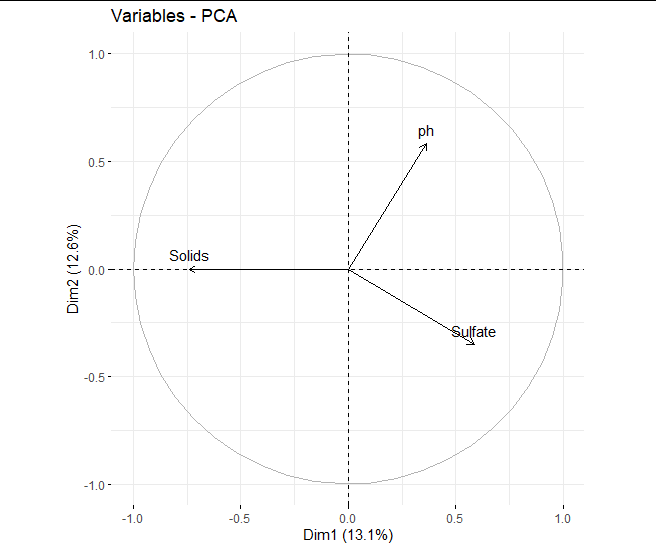 Variables - PCA
1.0
ph
0.5
Solids
0.0
Sulfate
-0.5
-1.0
Dim2 (12.6%)
-1.0 -0.5 0.0 0.5 1.0
Dim1 (13.1%)